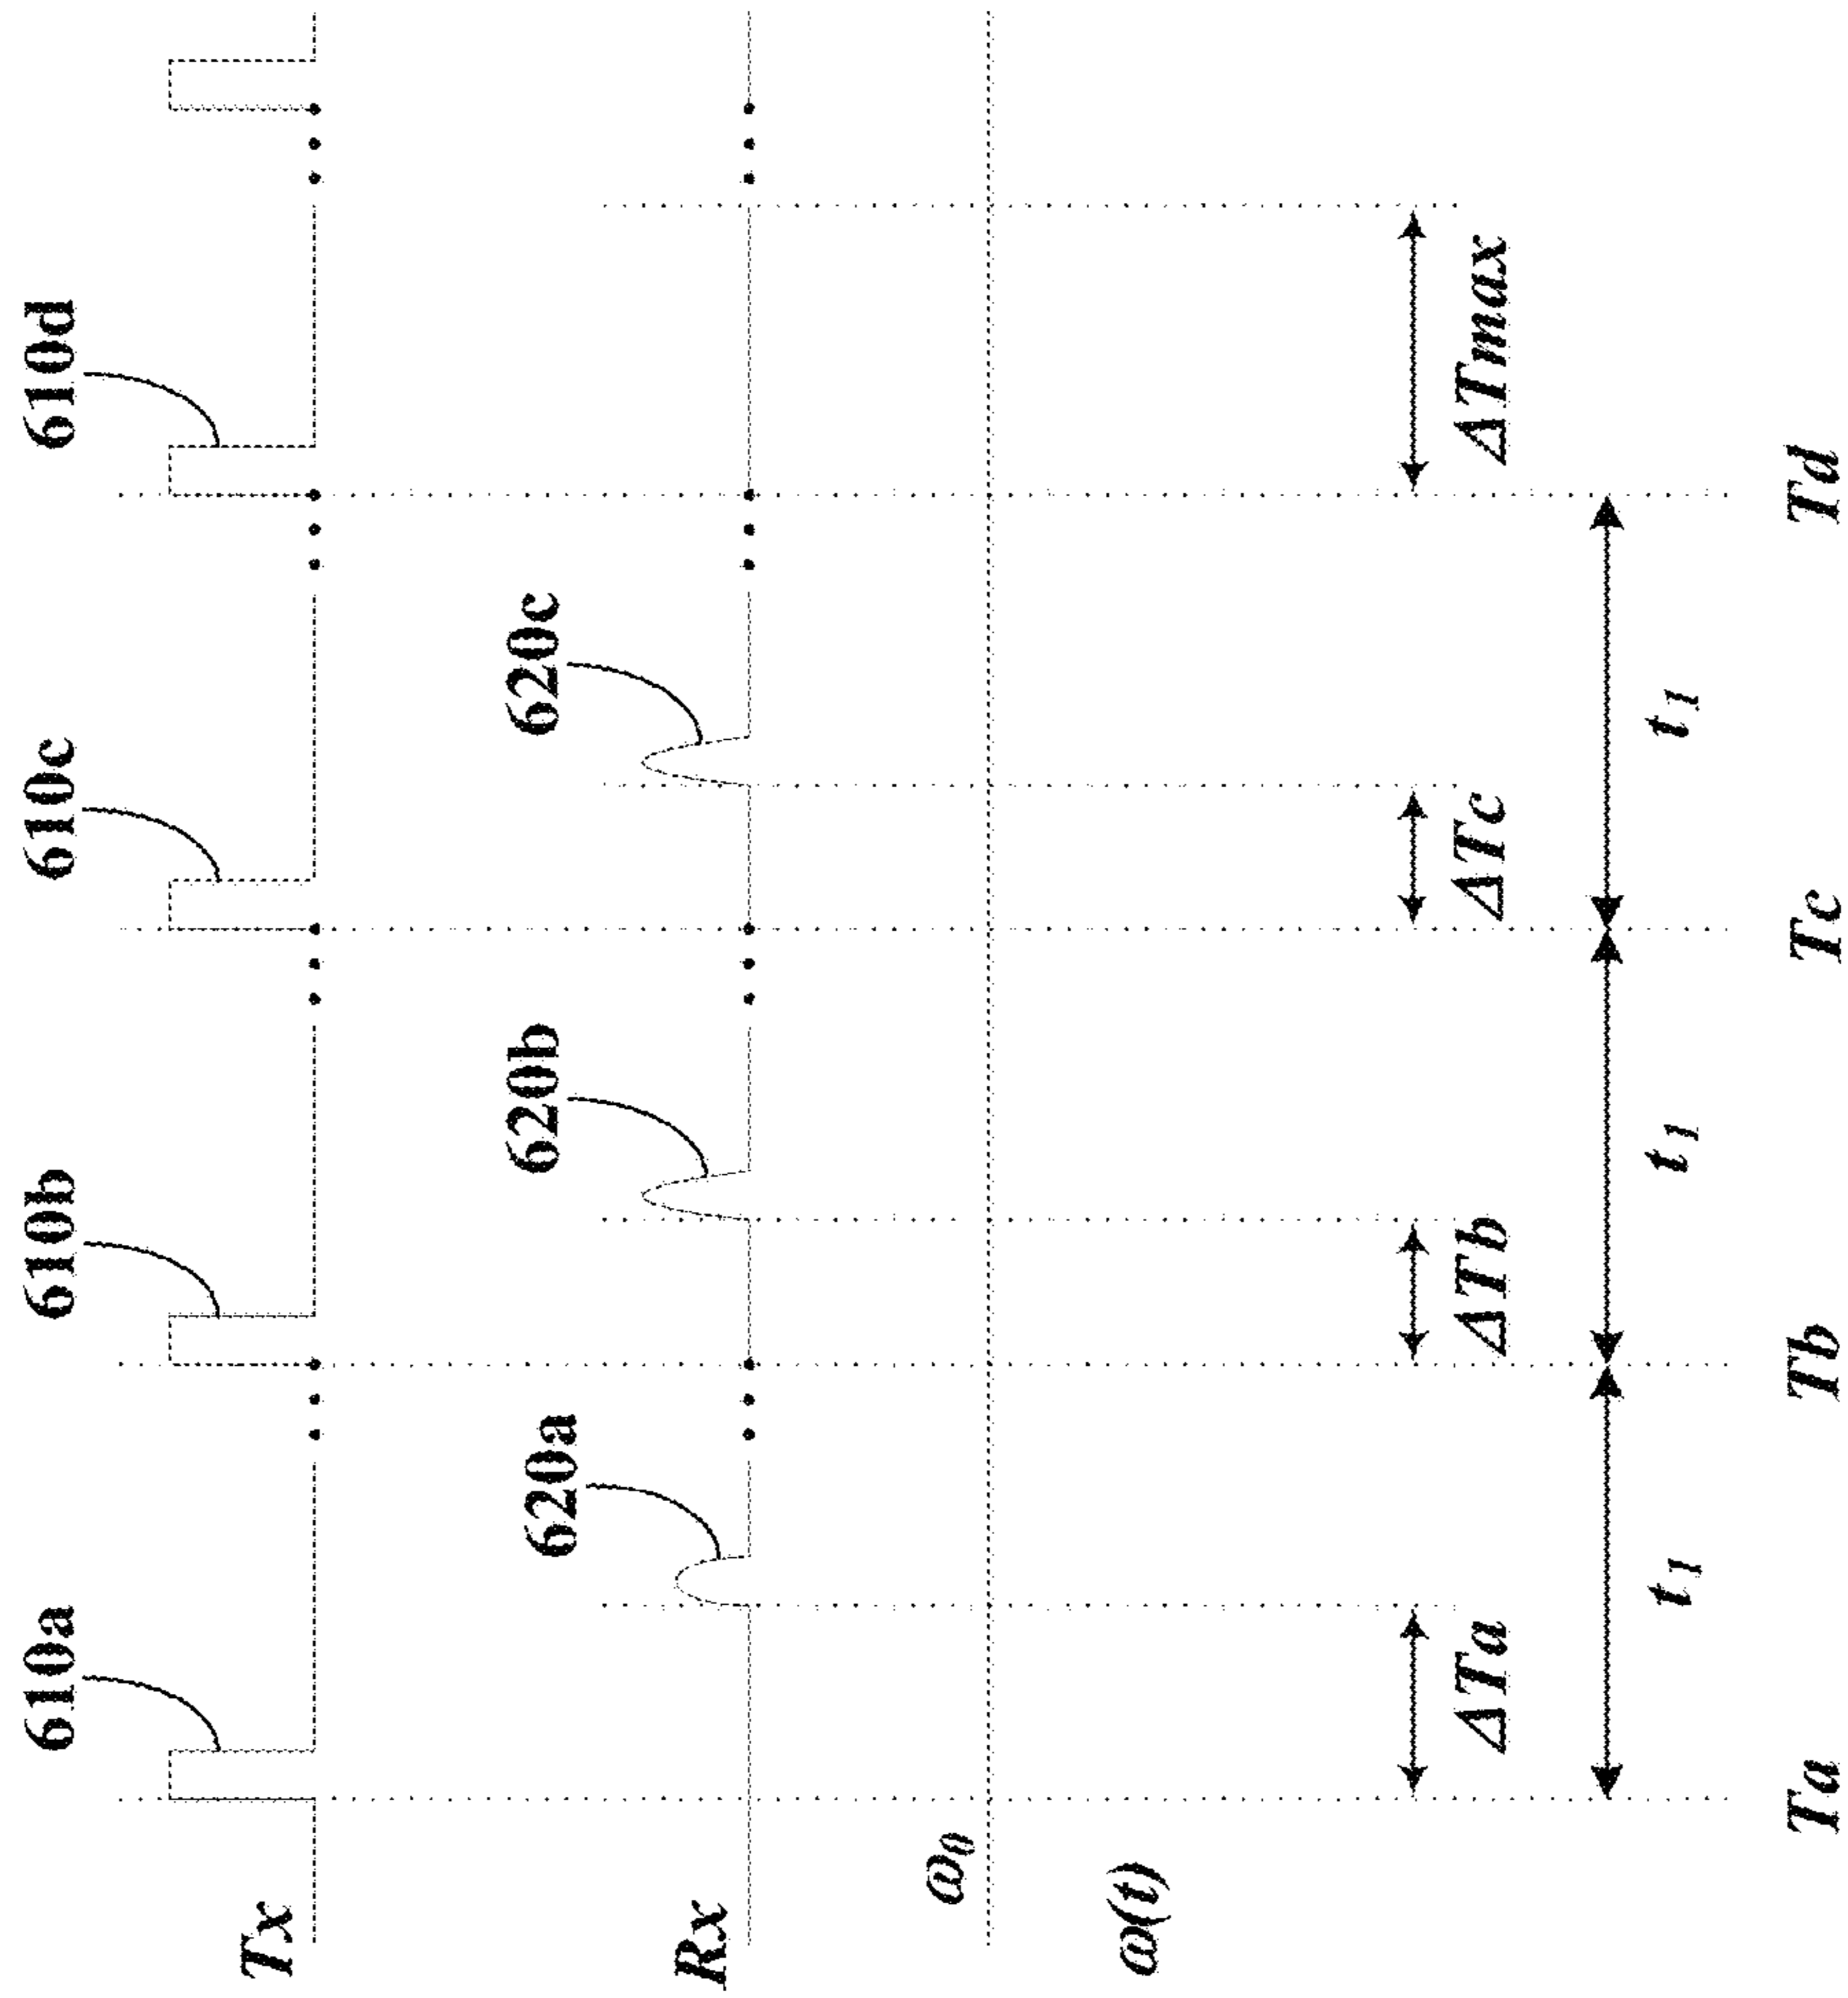 610a 610b 610c 610d
Tx
620a 620b 620c
Rx
ω0
ω(t)
ΔTa ΔTb ΔTc ΔTmax
t1 t1 t1
Ta Tb Tc Td